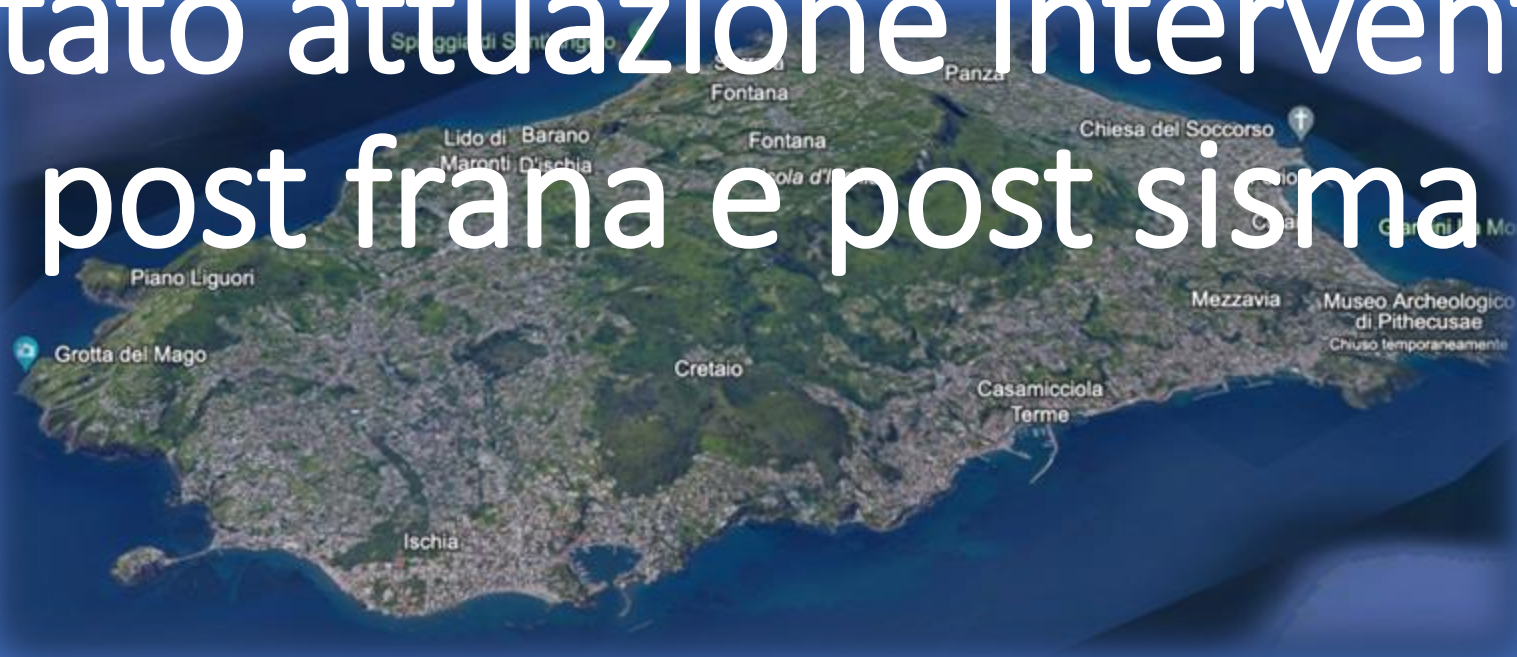 tato attuazione intervent
Panza
Fontana
post frana e post sisma
Lido di
Maronti
Barano
D'ischia
Fontana
Chiesa del Soccorso
Piano Liguori
Mezzavia
Museo Archeologico
di Pithecusae
Chiuso temporaneamente
Grotta del Mago
Cretaio
Casamicciola
Terme
Ischia